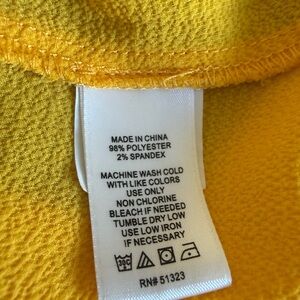 MADE IN CHINA
98% POLYESTER
2% SPANDEX
MACHINE WASH COLD
WITH LIKE COLORS
USE ONLY
NON CHLORINE
BLEACH IF NEEDED
TUMBLE DRY LOW
USE LOW IRON
IF NECESSARY
30C
RN# 51323